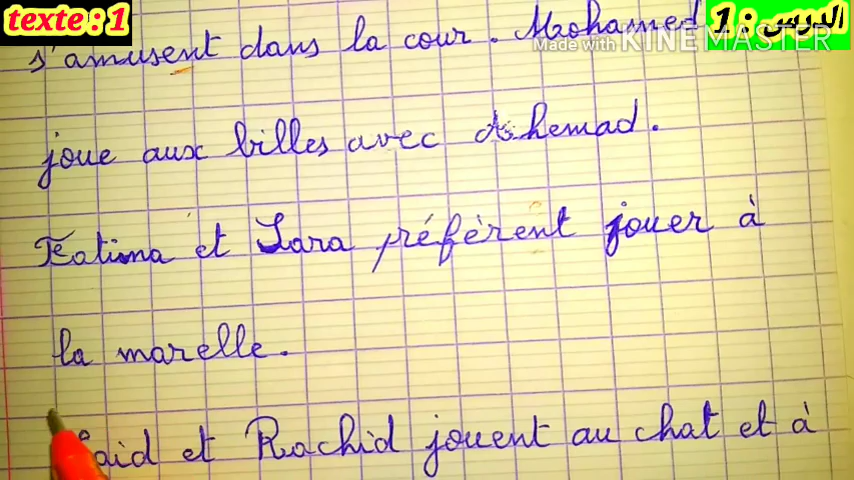 texte : 1
الدرس : 1
Made with KINEMASTER
s'amusent dans la cour. Mohamed
joue aux billes avec Ahemad.
Fatima et Sara préfèrent jouer à
la marelle.
Said et Rachid jouent au chat et à